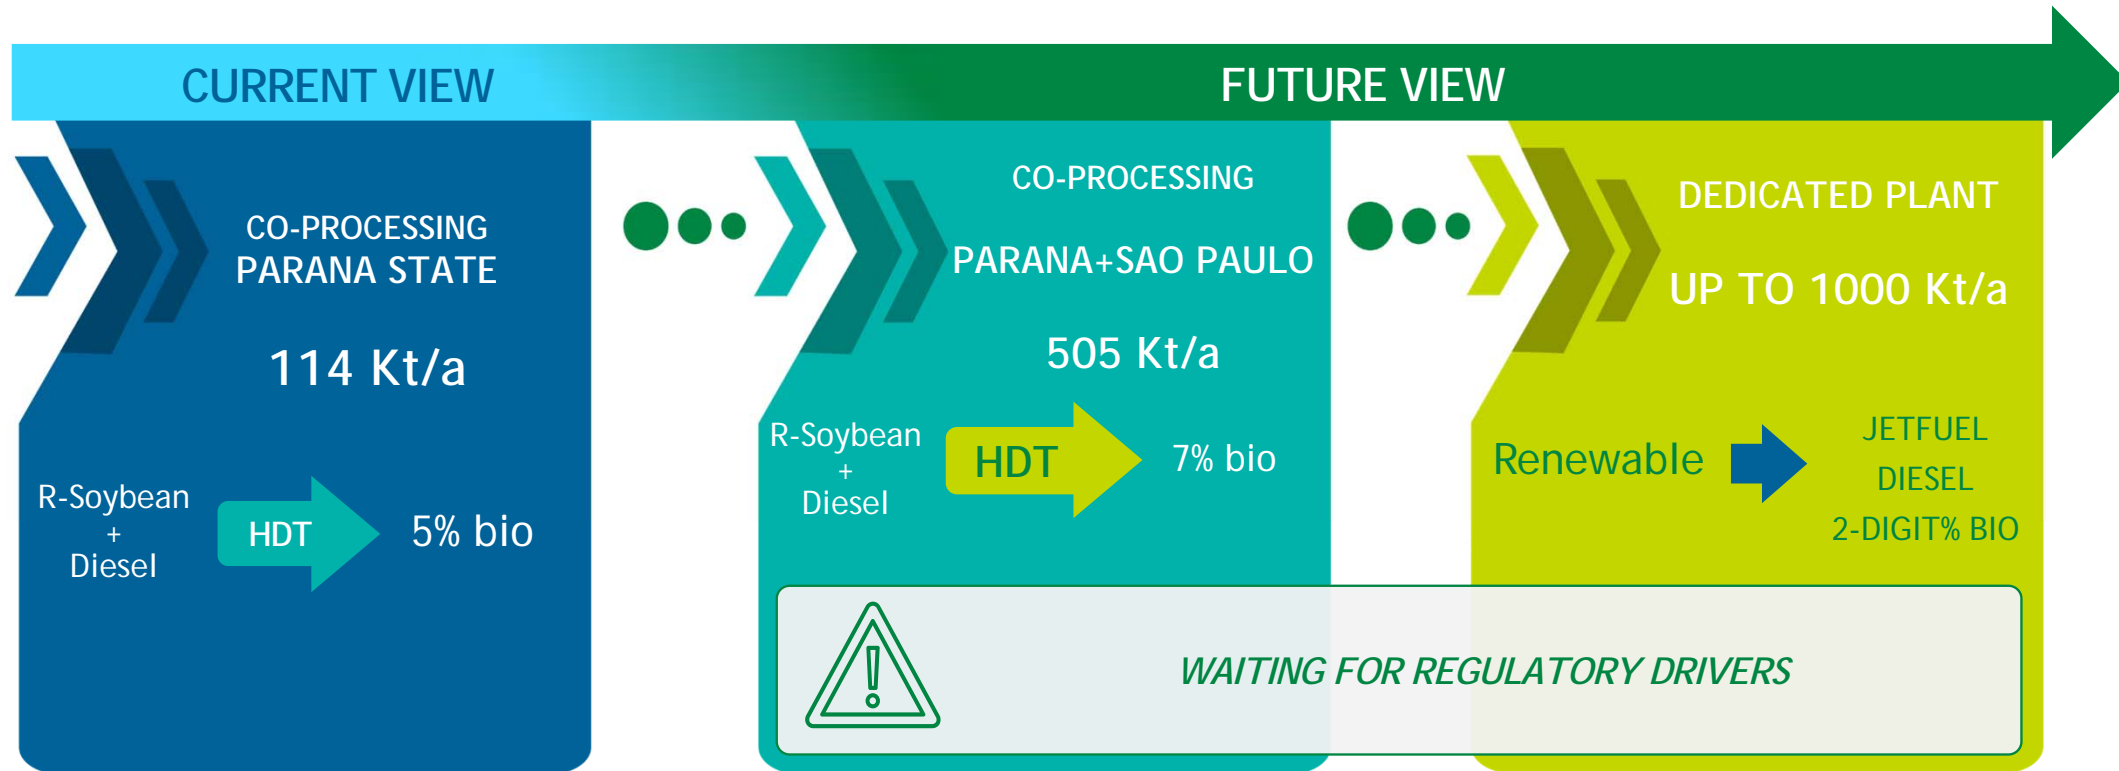 CURRENT VIEW
FUTURE VIEW
CO-PROCESSING
PARANA STATE
114 Kt/a
R-Soybean
+
Diesel
HDT
5% bio
CO-PROCESSING
PARANA+SAO PAULO
505 Kt/a
R-Soybean
+
Diesel
HDT
7% bio
DEDICATED PLANT
UP TO 1000 Kt/a
Renewable
JETFUEL
DIESEL
2-DIGIT% BIO
WAITING FOR REGULATORY DRIVERS